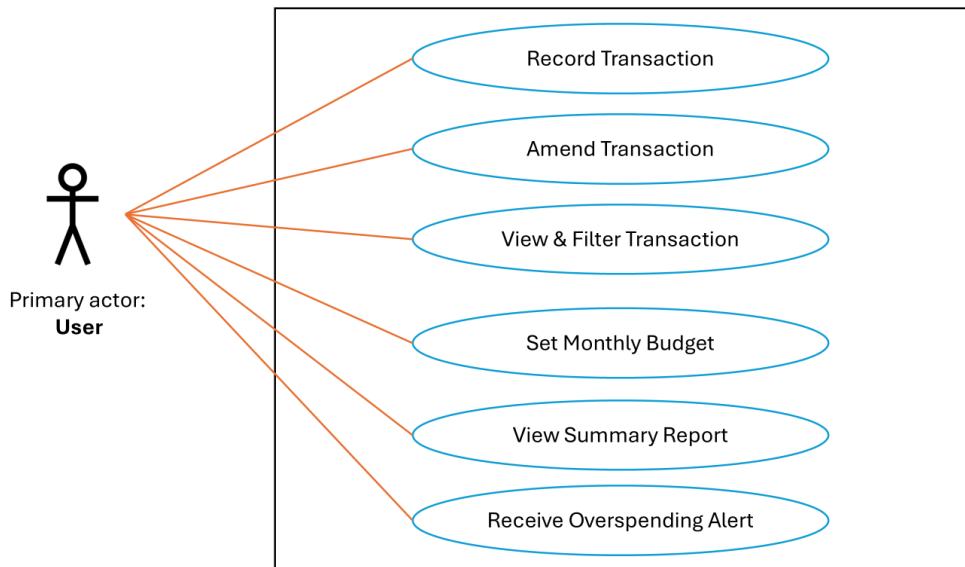 Record Transaction
Amend Transaction
View & Filter Transaction
Primary actor:
User
Set Monthly Budget
View Summary Report
Receive Overspending Alert